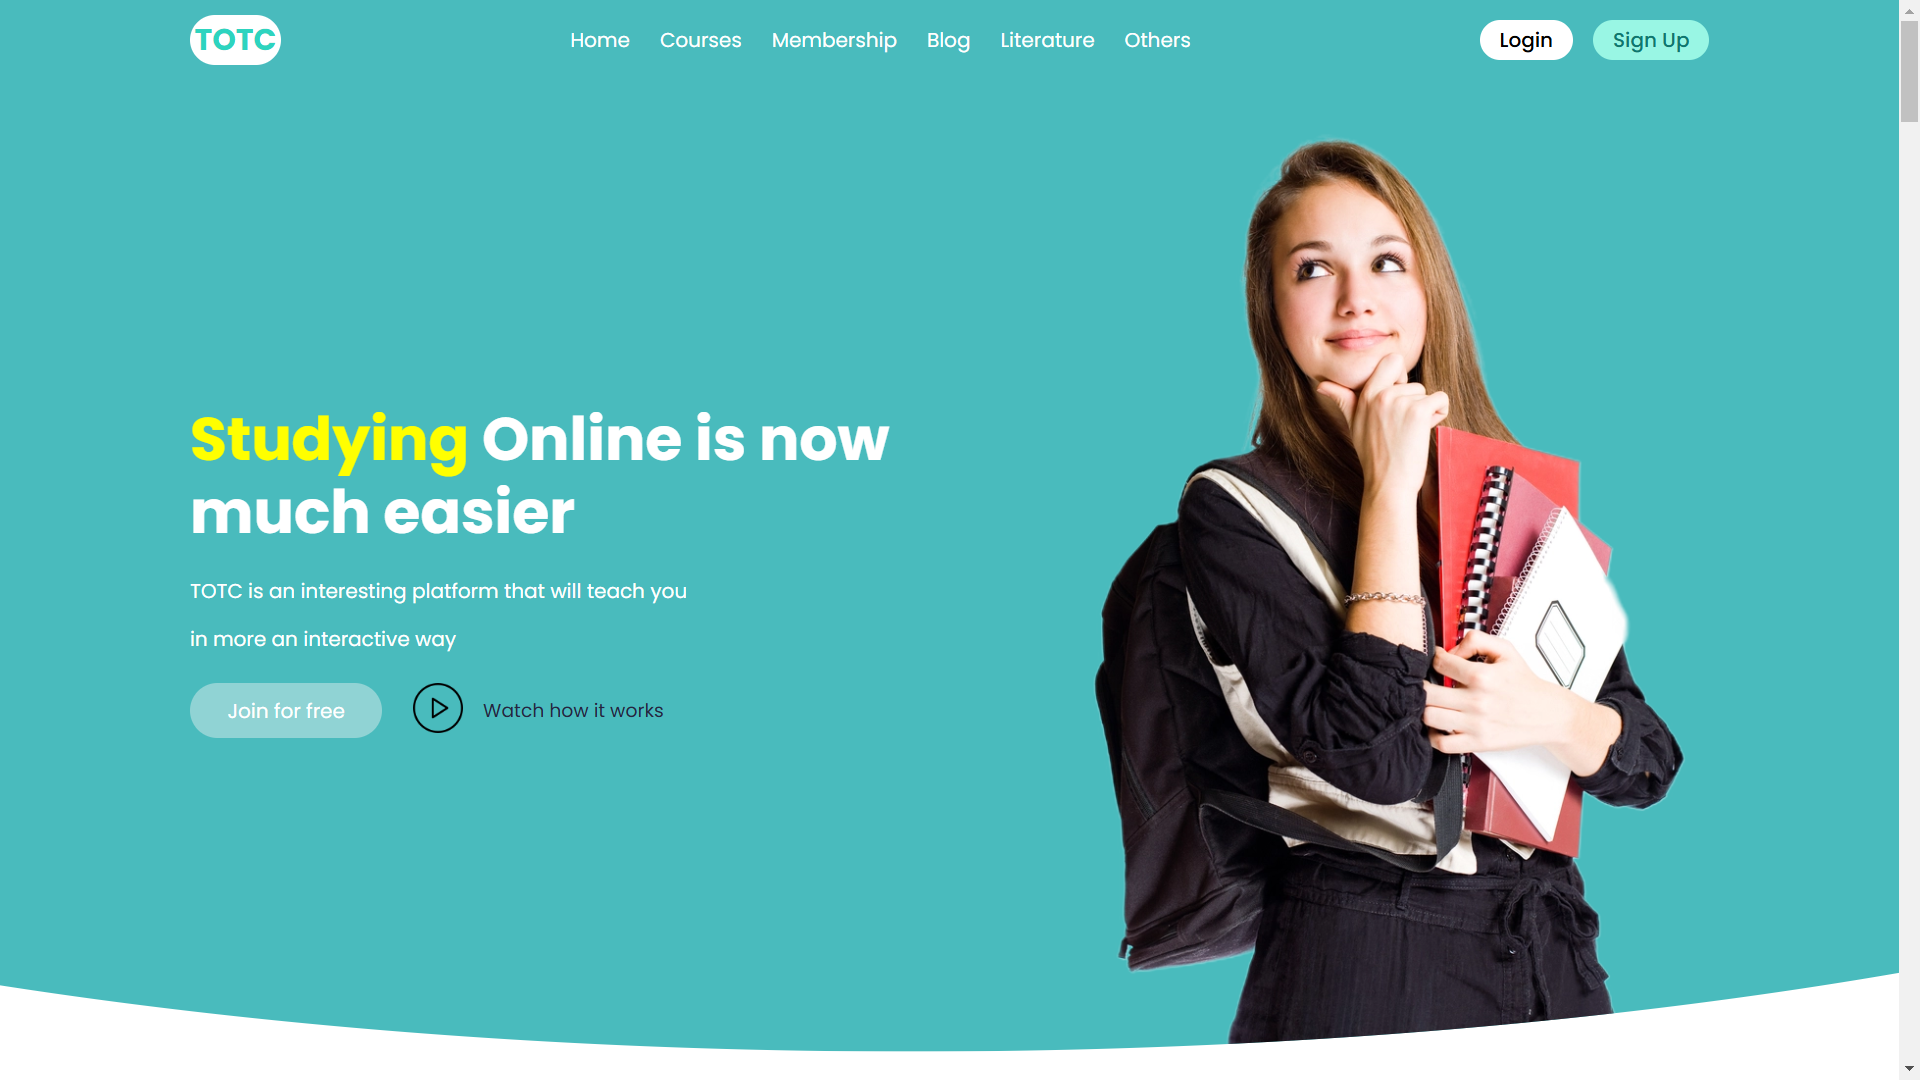 TOTC
Home Courses Membership Blog Literature Others
Login Sign Up
Studying Online is now
much easier
TOTC is an interesting platform that will teach you
in more an interactive way
Join for free
Watch how it works